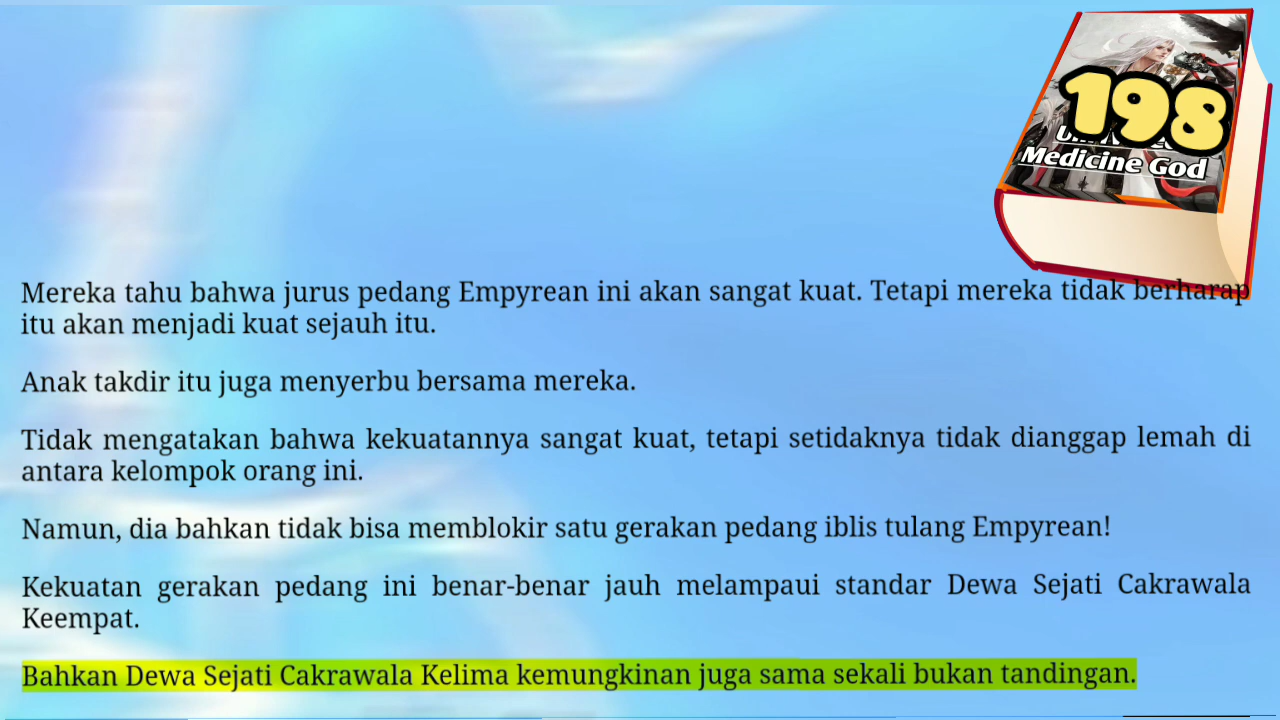 198
Medicine God
Mereka tahu bahwa jurus pedang Empyrean ini akan sangat kuat. Tetapi mereka tidak berharap
itu akan menjadi kuat sejauh itu.
Anak takdir itu juga menyerbu bersama mereka.
Tidak mengatakan bahwa kekuatannya sangat kuat, tetapi setidaknya tidak dianggap lemah di
antara kelompok orang ini.
Namun, dia bahkan tidak bisa memblokir satu gerakan pedang iblis tulang Empyrean!
Kekuatan gerakan pedang ini benar-benar jauh melampaui standar Dewa Sejati Cakrawala
Keempat.
Bahkan Dewa Sejati Cakrawala Kelima kemungkinan juga sama sekali bukan tandingan.